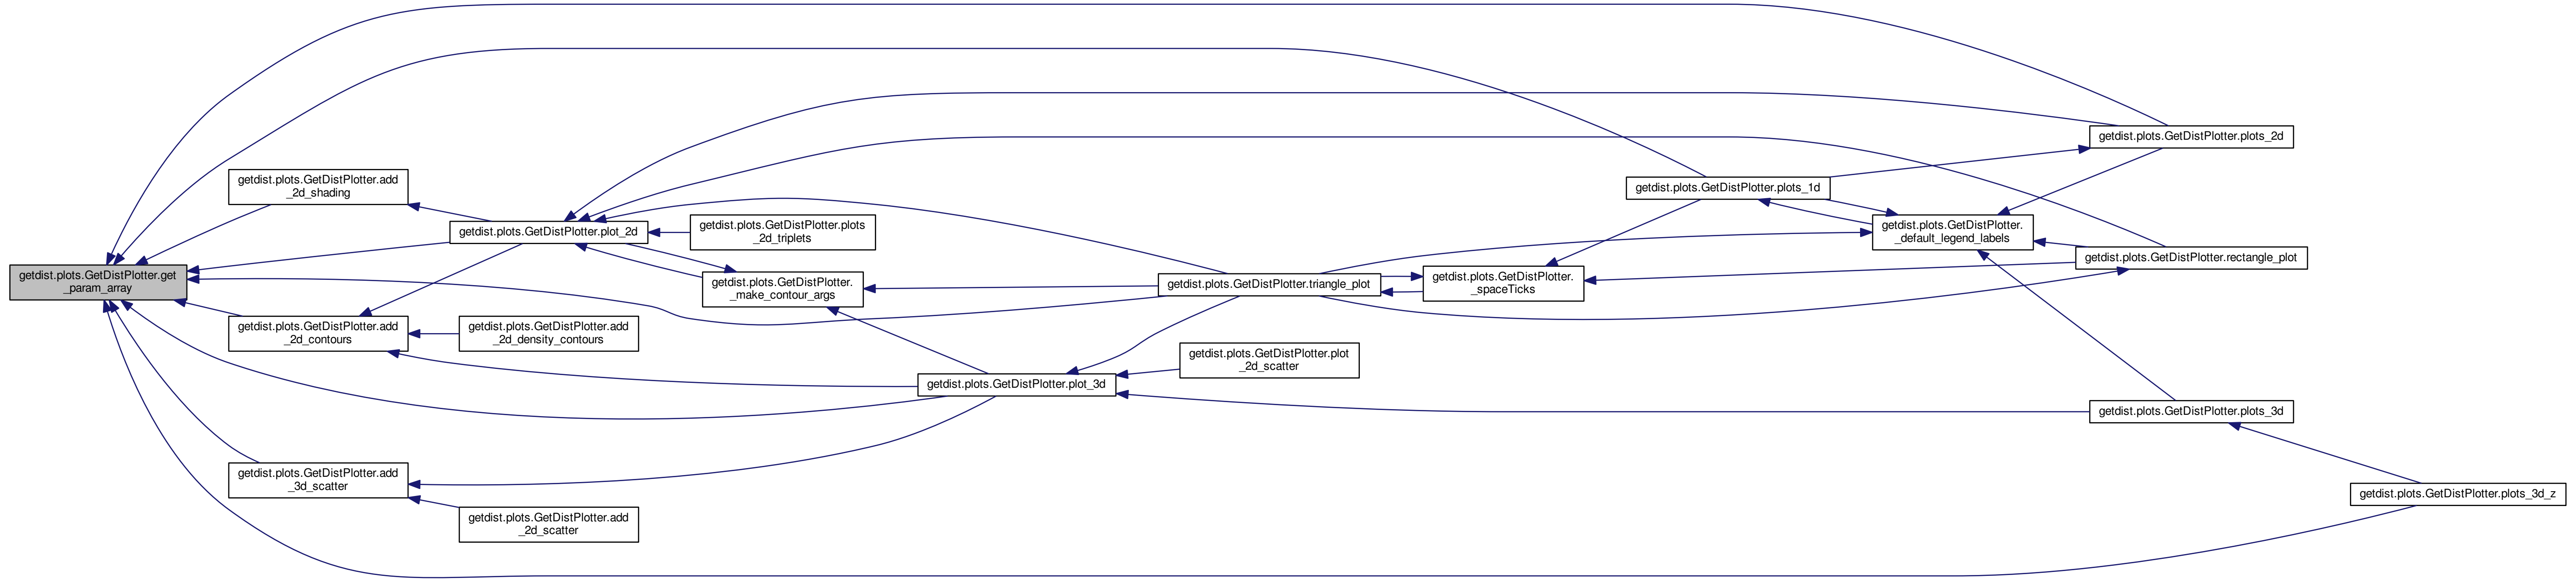 getdist.plots.GetDistPlotter.get
_param_array
getdist.plots.GetDistPlotter.add
_2d_shading
getdist.plots.GetDistPlotter.add
_2d_contours
getdist.plots.GetDistPlotter.add
_3d_scatter
getdist.plots.GetDistPlotter.plot_2d
getdist.plots.GetDistPlotter.add
_2d_density_contours
getdist.plots.GetDistPlotter.add
_2d_scatter
getdist.plots.GetDistPlotter.plots
_2d_triplets
getdist.plots.GetDistPlotter.
_make_contour_args
getdist.plots.GetDistPlotter.plot_3d
getdist.plots.GetDistPlotter.triangle_plot
getdist.plots.GetDistPlotter.plot
_2d_scatter
getdist.plots.GetDistPlotter.
_spaceTicks
getdist.plots.GetDistPlotter.plots_1d
getdist.plots.GetDistPlotter.
_default_legend_labels
getdist.plots.GetDistPlotter.plots_2d
getdist.plots.GetDistPlotter.rectangle_plot
getdist.plots.GetDistPlotter.plots_3d
getdist.plots.GetDistPlotter.plots_3d_z